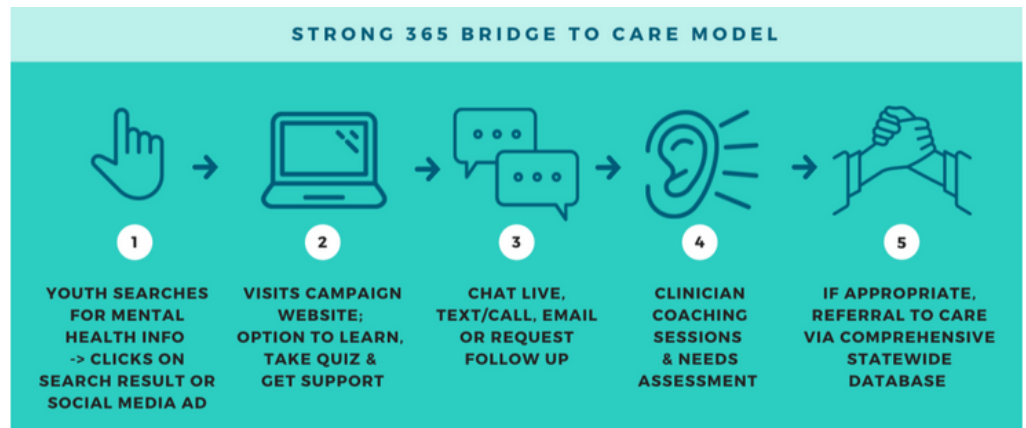 STRONG 365 BRIDGE TO CARE MODEL
1
YOUTH SEARCHES
FOR MENTAL
HEALTH INFO
-> CLICKS ON
SEARCH RESULT OR
SOCIAL MEDIA AD
2
VISITS CAMPAIGN
WEBSITE;
OPTION TO LEARN,
TAKE QUIZ &
GET SUPPORT
3
CHAT LIVE,
TEXT/CALL, EMAIL
OR REQUEST
FOLLOW UP
4
CLINICIAN
COACHING
SESSIONS
& NEEDS
ASSESSMENT
5
IF APPROPRIATE,
REFERRAL TO CARE
VIA COMPREHENSIVE
STATEWIDE
DATABASE